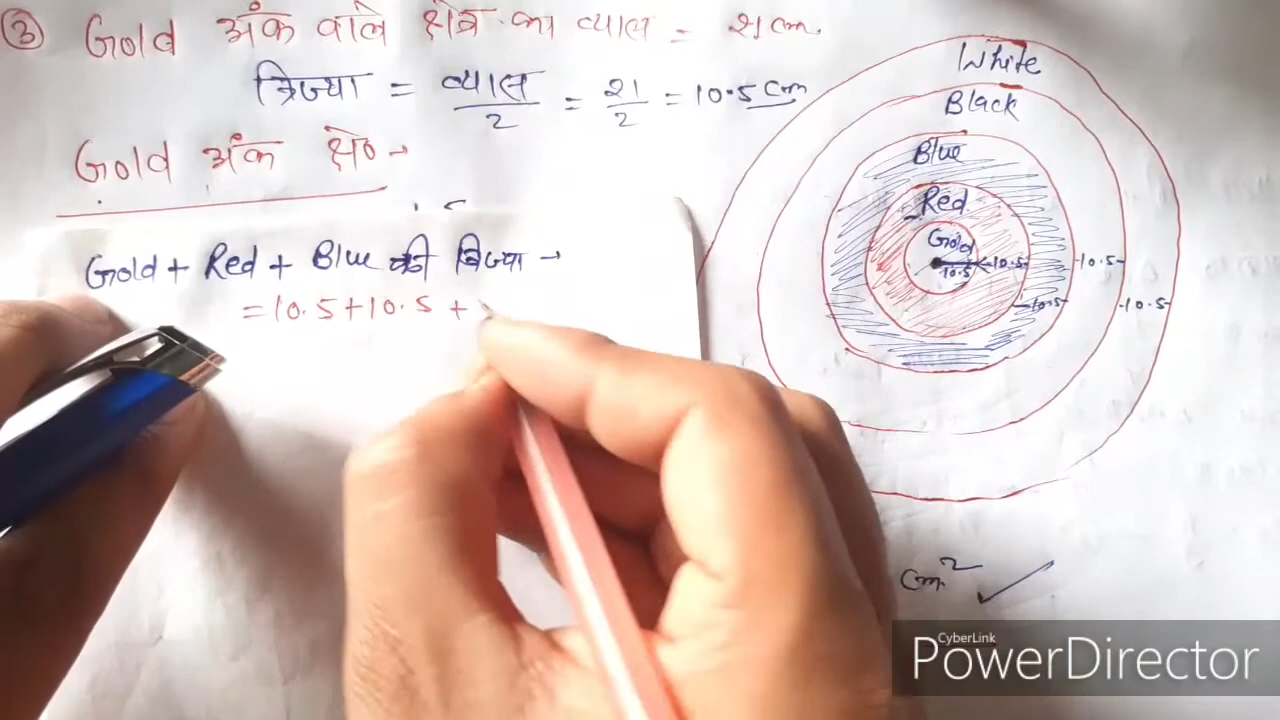 ③ Gold अंक वाले क्षेत्र का व्यास = 21 cm
त्रिज्या = व्यास/2 = 21/2 = 10.5 cm
Gold अंक क्षे० →
Gold + Red + Blue की त्रिज्या →
= 10.5 + 10.5 +
White
Black
Blue
Red
Gold
10.5
10.5
10.5
10.5
10.5
cm²
CyberLink
PowerDirector